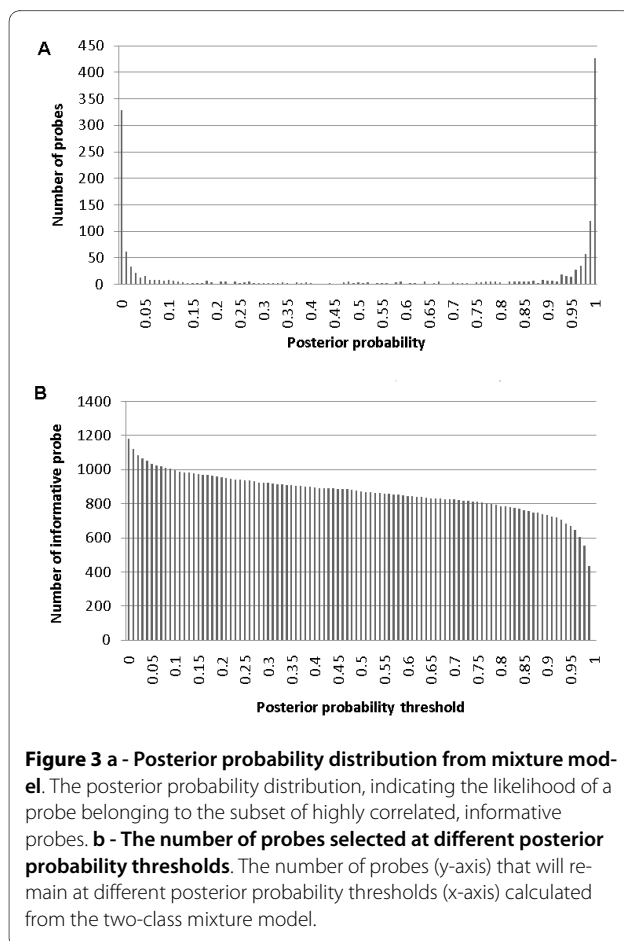 A
450
400
350
300
250
200
150
100
50
0
Number of probes
0 0.05 0.1 0.15 0.2 0.25 0.3 0.35 0.4 0.45 0.5 0.55 0.6 0.65 0.7 0.75 0.8 0.85 0.9 0.95 1
Posterior probability
B
1400
1200
1000
800
600
400
200
0
Number of informative probe
0 0.05 0.1 0.15 0.2 0.25 0.3 0.35 0.4 0.45 0.5 0.55 0.6 0.65 0.7 0.75 0.8 0.85 0.9 0.95 1
Posterior probability threshold
Figure 3 a - Posterior probability distribution from mixture mod-
el. The posterior probability distribution, indicating the likelihood of a
probe belonging to the subset of highly correlated, informative
probes. b - The number of probes selected at different posterior
probability thresholds. The number of probes (y-axis) that will re-
main at different posterior probability thresholds (x-axis) calculated
from the two-class mixture model.